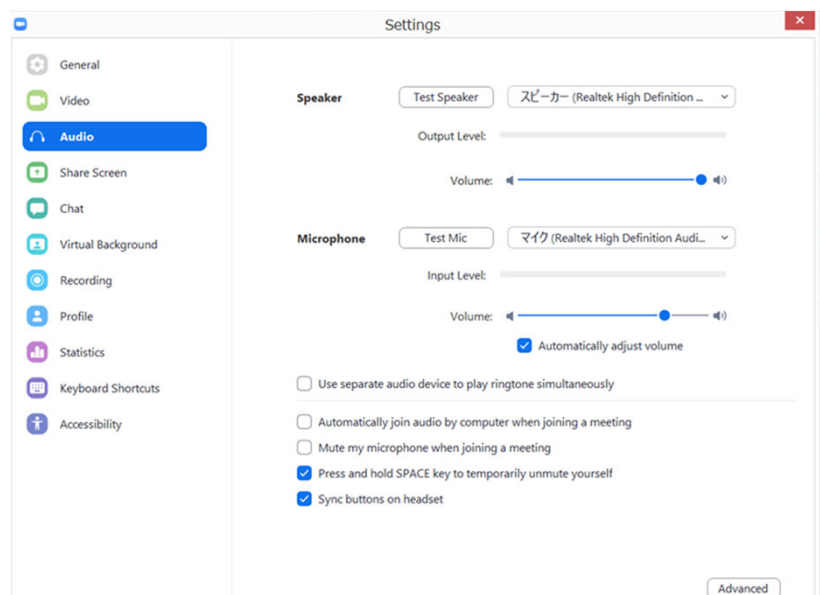 Settings
General
Video
Audio
Share Screen
Chat
Virtual Background
Recording
Profile
Statistics
Keyboard Shortcuts
Accessibility
Speaker
Test Speaker
スピーカー (Realtek High Definition ...
Output Level:
Volume:
Microphone
Test Mic
マイク (Realtek High Definition Audi...
Input Level:
Volume:
Automatically adjust volume
Use separate audio device to play ringtone simultaneously
Automatically join audio by computer when joining a meeting
Mute my microphone when joining a meeting
Press and hold SPACE key to temporarily unmute yourself
Sync buttons on headset
Advanced